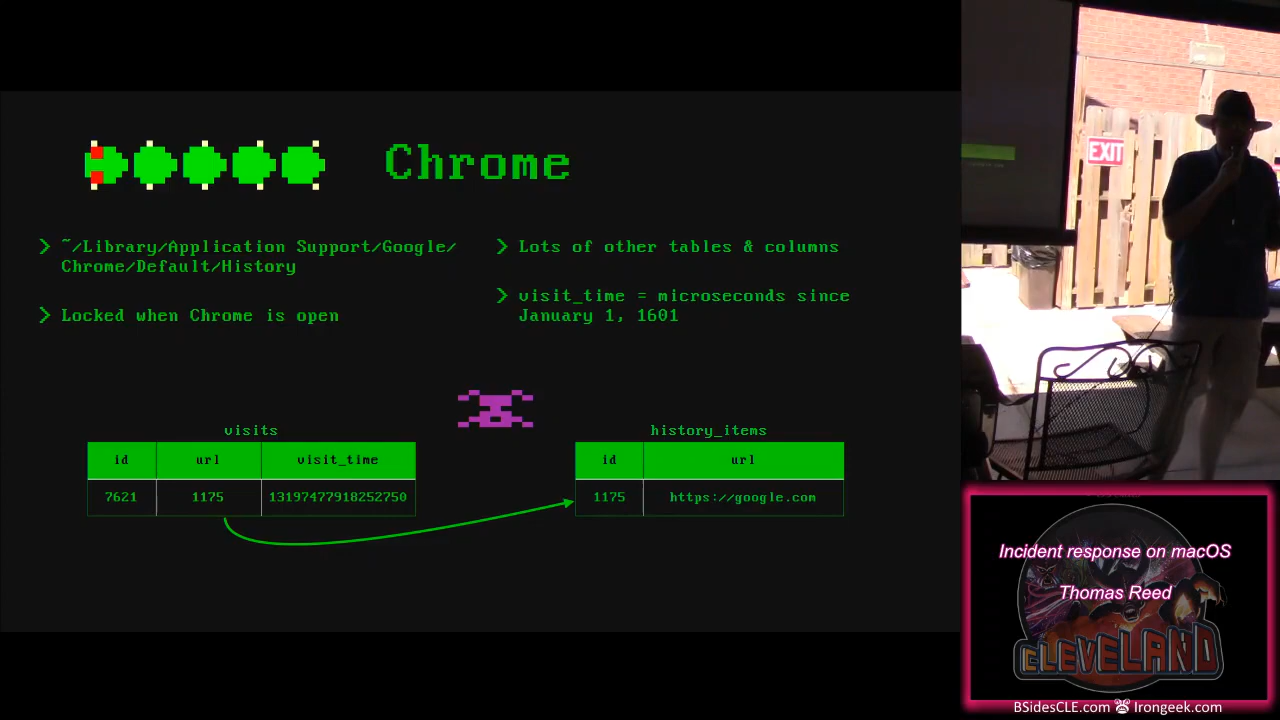 Chrome
> ~/Library/Application Support/Google/
Chrome/Default/History
> Locked when Chrome is open
> Lots of other tables & columns
> visit_time = microseconds since
January 1, 1601
visits
id url visit_time
7621 1175 13197477918252750
history_items
id url
1175 https://google.com
EXIT
Incident response on macOS
Thomas Reed
CLEVELAND
BSidesCLE.com Irongeek.com